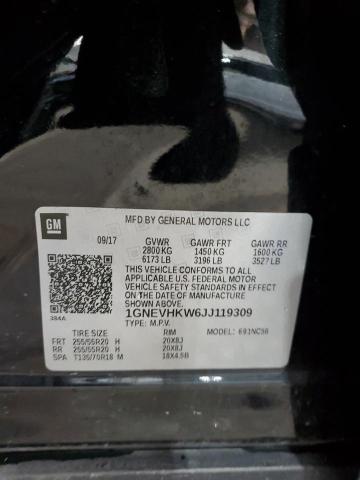 MFD BY GENERAL MOTORS LLC
GM
09/17 GVWR GAWR FRT GAWR RR
2800 KG 1450 KG 1600 KG
6173 LB 3196 LB 3527 LB
THIS VEHICLE CONFORMS TO ALL
APPLICABLE U.S. FEDERAL MOTOR
VEHICLE SAFETY STANDARDS IN
EFFECT ON THE DATE OF MANUFACTURE
SHOWN ABOVE.
1GNEVHKW6JJ119309
384A TYPE: M.P.V.
TIRE SIZE RIM MODEL: 691NC56
FRT 255/55R20 H 20X8J
RR 255/55R20 H 20X8J
SPA T135/70R18 M 18X4.5B